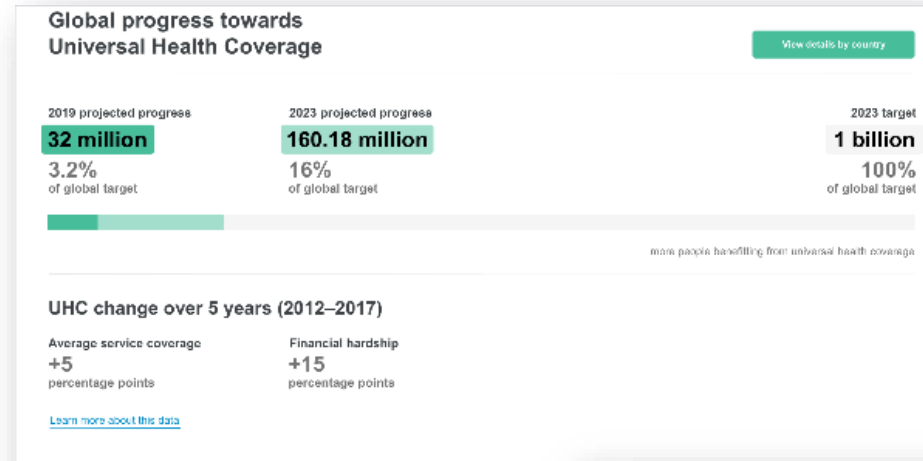 Global progress towards
Universal Health Coverage
View details by country
2019 projected progress
32 million
3.2%
of global target
2023 projected progress
160.18 million
16%
of global target
2023 target
1 billion
100%
of global target
more people benefitting from universal health coverage
UHC change over 5 years (2012–2017)
Average service coverage
+5
percentage points
Financial hardship
+15
percentage points
Learn more about this data